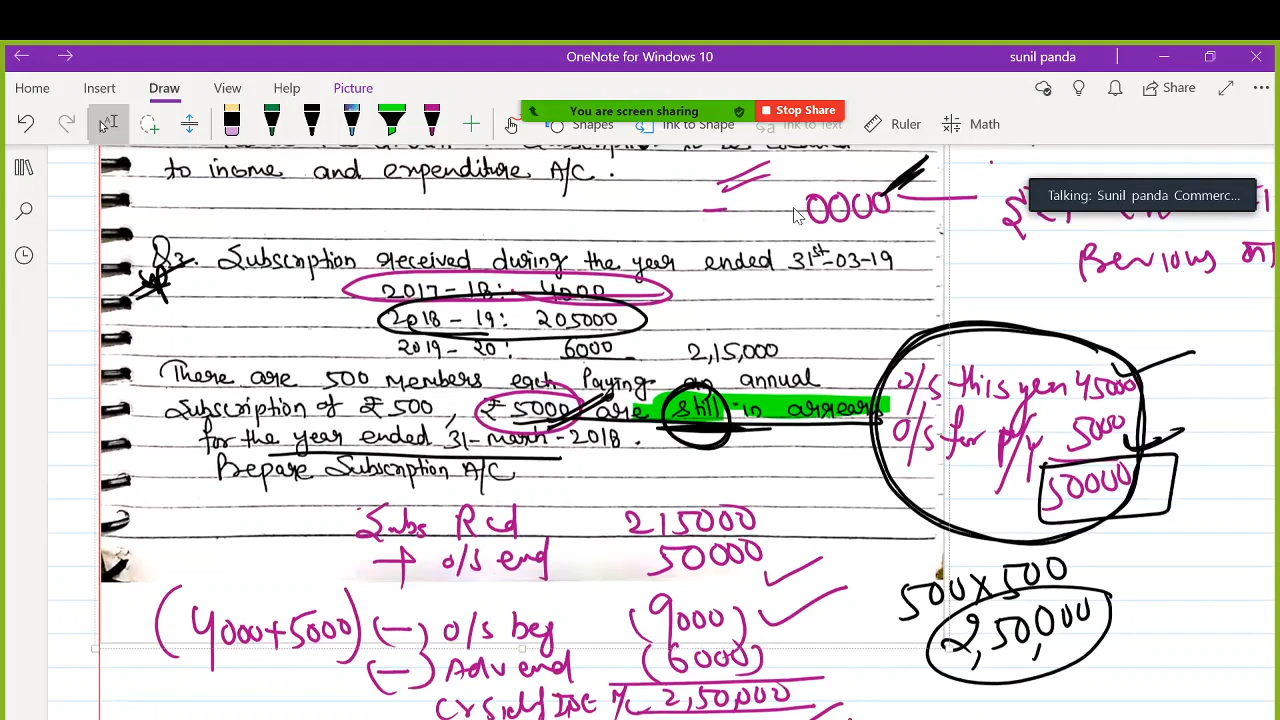 OneNote for Windows 10
sunil panda
Home Insert Draw View Help Picture
You are screen sharing
Stop Share
Share
Shapes Ink to Shape Ink to Text Ruler Math
to income and expenditure A/C.
Talking: Sunil panda Commerc...
0000
Subscription received during the year ended 31st-03-19
2017-18: 4000
2018-19: 205000
2019-20: 6000 2,15,000
There are 500 members each Paying an annual
Subscription of ₹500, ₹5000 are still in arrears
for the year ended 31-march-2018.
Prepare Subscription A/C
O/S this year 45000
O/S for P/Y 5000
50000
Subs Rcd 215000
→ O/S end 50000
(4000+5000) (-) O/S beg (9000)
(-) Adv end (6000)
2,50,000
500×500
2,50,000